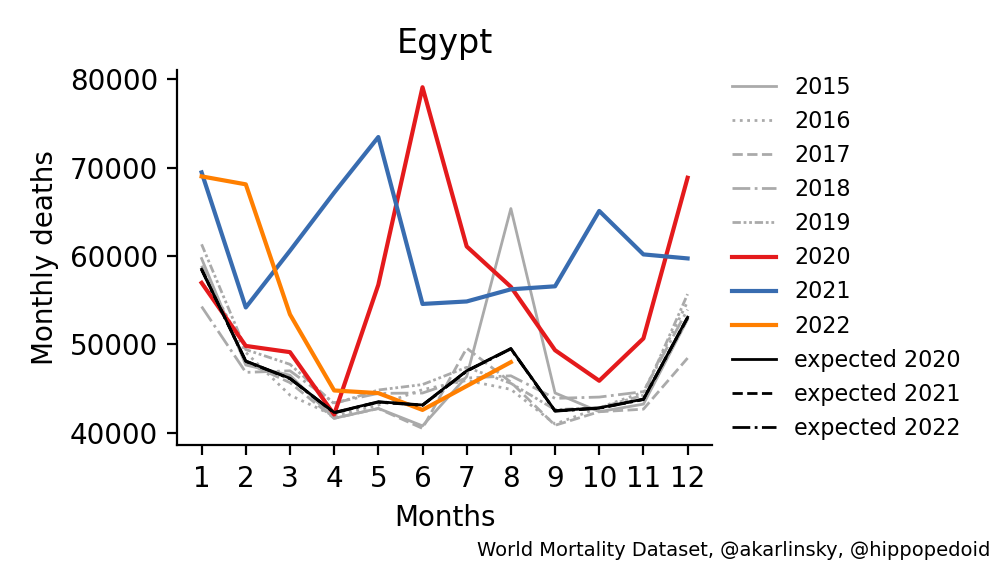 Egypt
Monthly deaths
80000
70000
60000
50000
40000
1 2 3 4 5 6 7 8 9 10 11 12
Months
2015
2016
2017
2018
2019
2020
2021
2022
expected 2020
expected 2021
expected 2022
World Mortality Dataset, @akarlinsky, @hippopedoid